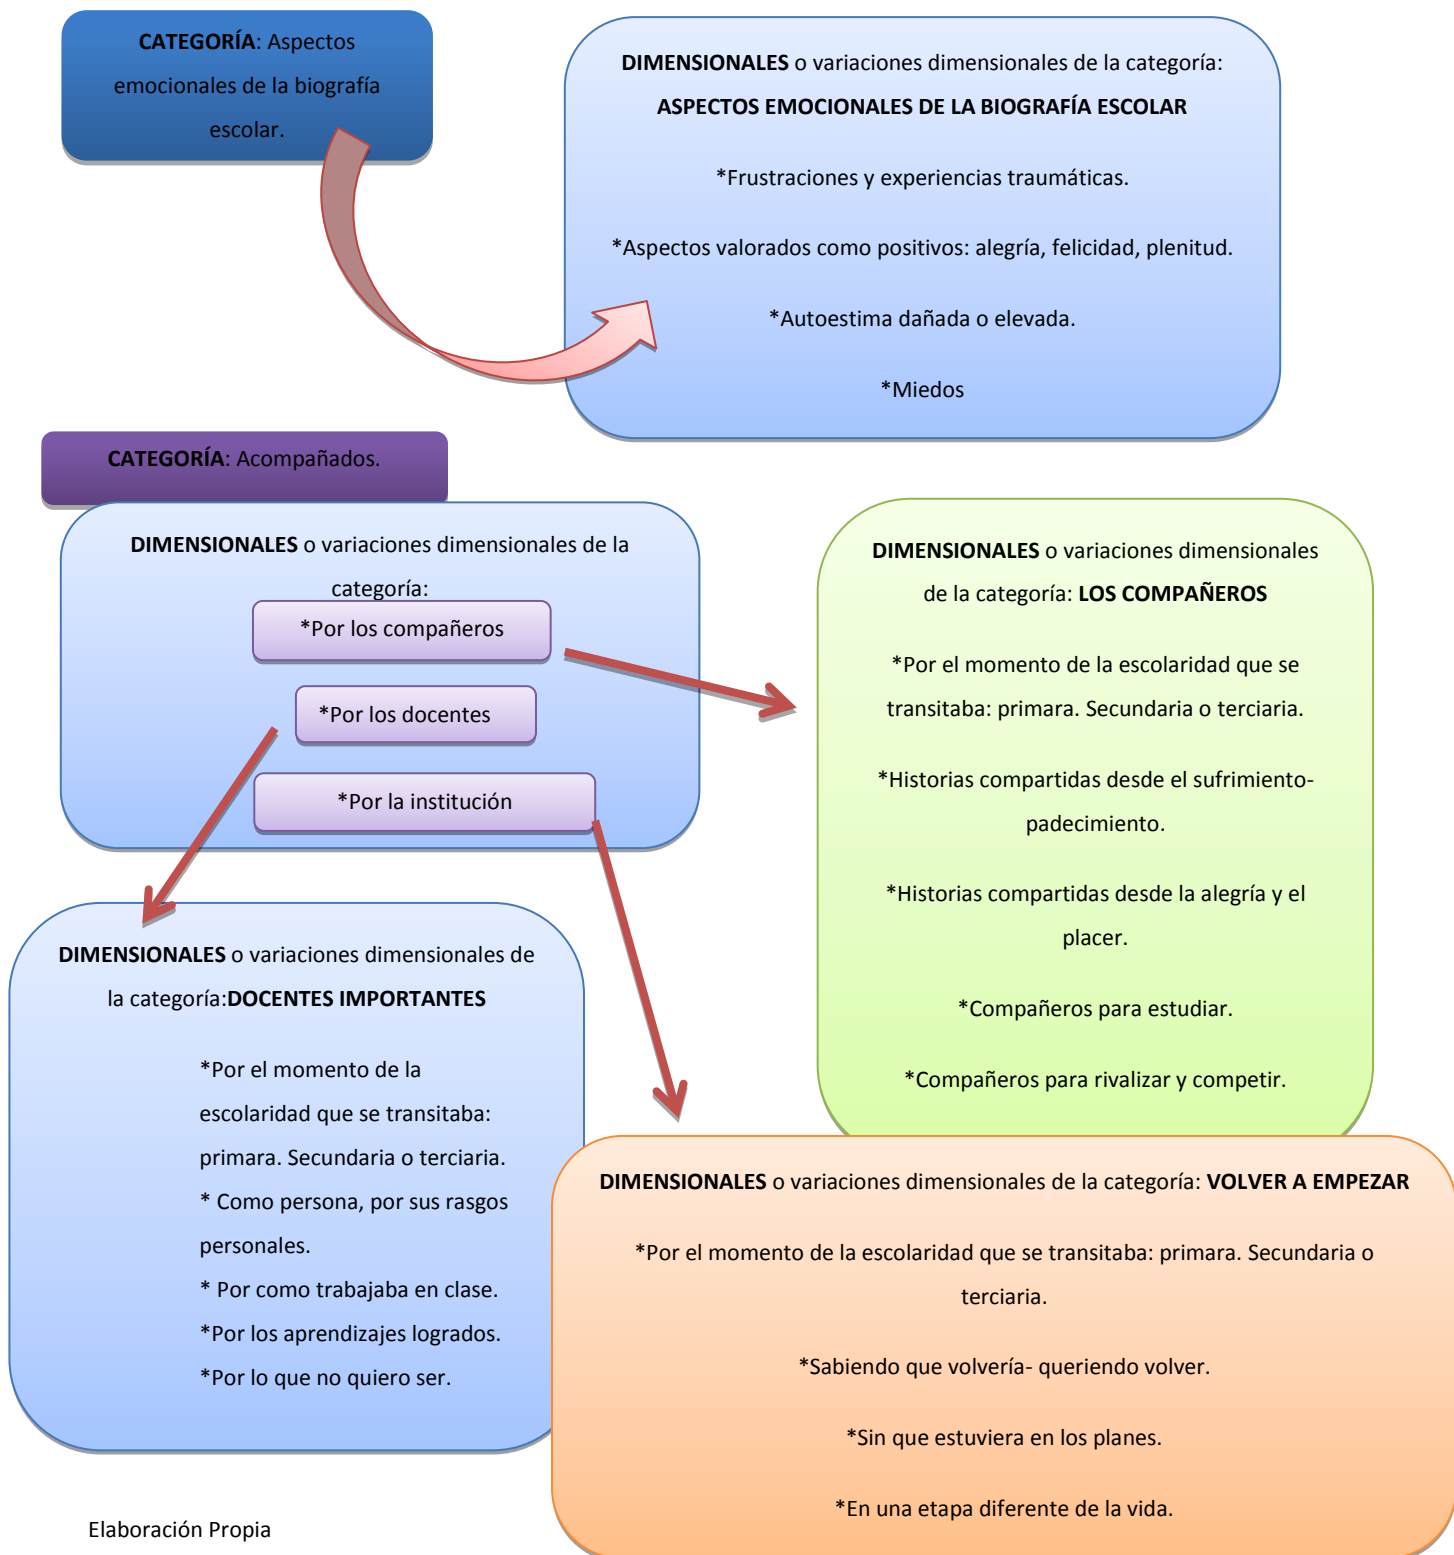 CATEGORÍA: Aspectos
emocionales de la biografía
escolar.
DIMENSIONALES o variaciones dimensionales de la categoría:
ASPECTOS EMOCIONALES DE LA BIOGRAFÍA ESCOLAR
*Frustraciones y experiencias traumáticas.
*Aspectos valorados como positivos: alegría, felicidad, plenitud.
*Autoestima dañada o elevada.
*Miedos
CATEGORÍA: Acompañados.
DIMENSIONALES o variaciones dimensionales de la
categoría:
*Por los compañeros
*Por los docentes
*Por la institución
DIMENSIONALES o variaciones dimensionales
de la categoría: LOS COMPAÑEROS
*Por el momento de la escolaridad que se
transitaba: primara. Secundaria o terciaria.
*Historias compartidas desde el sufrimiento-
padecimiento.
*Historias compartidas desde la alegría y el
placer.
*Compañeros para estudiar.
*Compañeros para rivalizar y competir.
DIMENSIONALES o variaciones dimensionales de
la categoría:DOCENTES IMPORTANTES
*Por el momento de la
escolaridad que se transitaba:
primara. Secundaria o terciaria.
* Como persona, por sus rasgos
personales.
* Por como trabajaba en clase.
*Por los aprendizajes logrados.
*Por lo que no quiero ser.
DIMENSIONALES o variaciones dimensionales de la categoría: VOLVER A EMPEZAR
*Por el momento de la escolaridad que se transitaba: primara. Secundaria o
terciaria.
*Sabiendo que volvería- queriendo volver.
*Sin que estuviera en los planes.
*En una etapa diferente de la vida.
Elaboración Propia